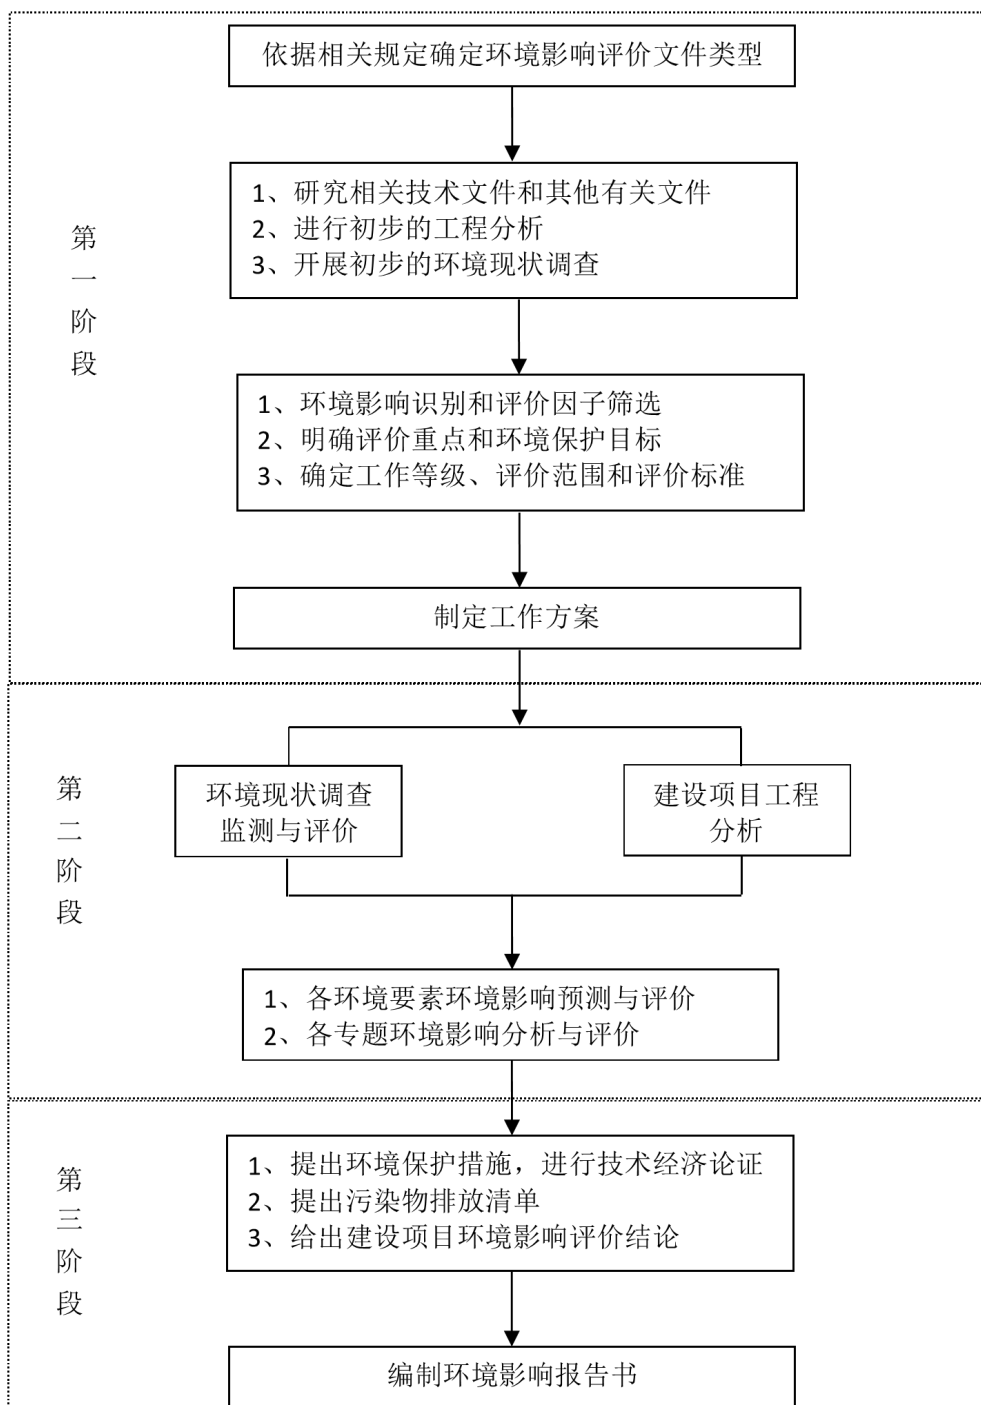 依据相关规定确定环境影响评价文件类型
1、研究相关技术文件和其他有关文件
2、进行初步的工程分析
3、开展初步的环境现状调查
第一阶段
1、环境影响识别和评价因子筛选
2、明确评价重点和环境保护目标
3、确定工作等级、评价范围和评价标准
制定工作方案
环境现状调查
监测与评价
建设项目工程
分析
第二阶段
1、各环境要素环境影响预测与评价
2、各专题环境影响分析与评价
1、提出环境保护措施，进行技术经济论证
2、提出污染物排放清单
3、给出建设项目环境影响评价结论
第三阶段
编制环境影响报告书